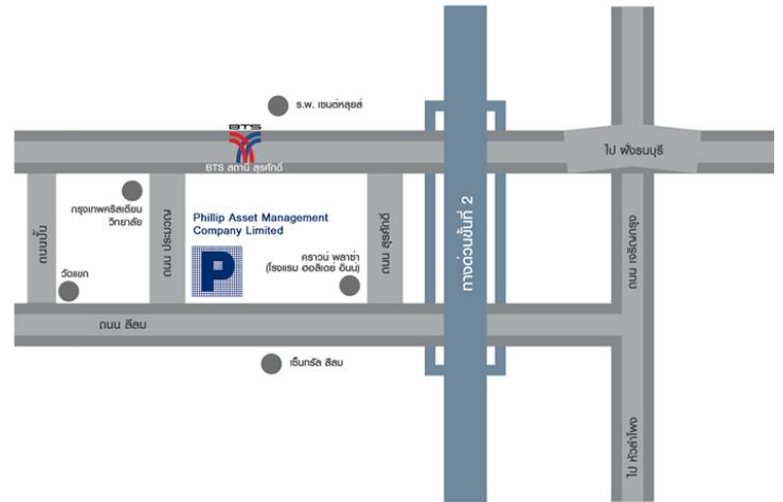 ร.พ. เซนต์หลุยส์
BTS
BTS สถานี สุรศักดิ์
ไป ฝั่งธนบุรี
กรุงเทพคริสเตียน
วิทยาลัย
ถนนปั้น
ถนน ประมวญ
Phillip Asset Management
Company Limited
P
ถนน สุรศักดิ์
ทางด่วนขั้นที่ 2
ถนน เจริญกรุง
คราวน์ พลาซ่า
(โรงแรม ฮอลิเดย์ อินน์)
วัดแขก
ถนน สีลม
เซ็นทรัล สีลม
ไป หัวลำโพง